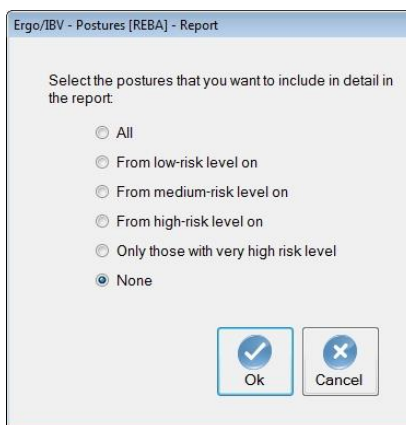 Ergo/IBV - Postures [REBA] - Report
Select the postures that you want to include in detail in
the report:
All
From low-risk level on
From medium-risk level on
From high-risk level on
Only those with very high risk level
None
Ok
Cancel